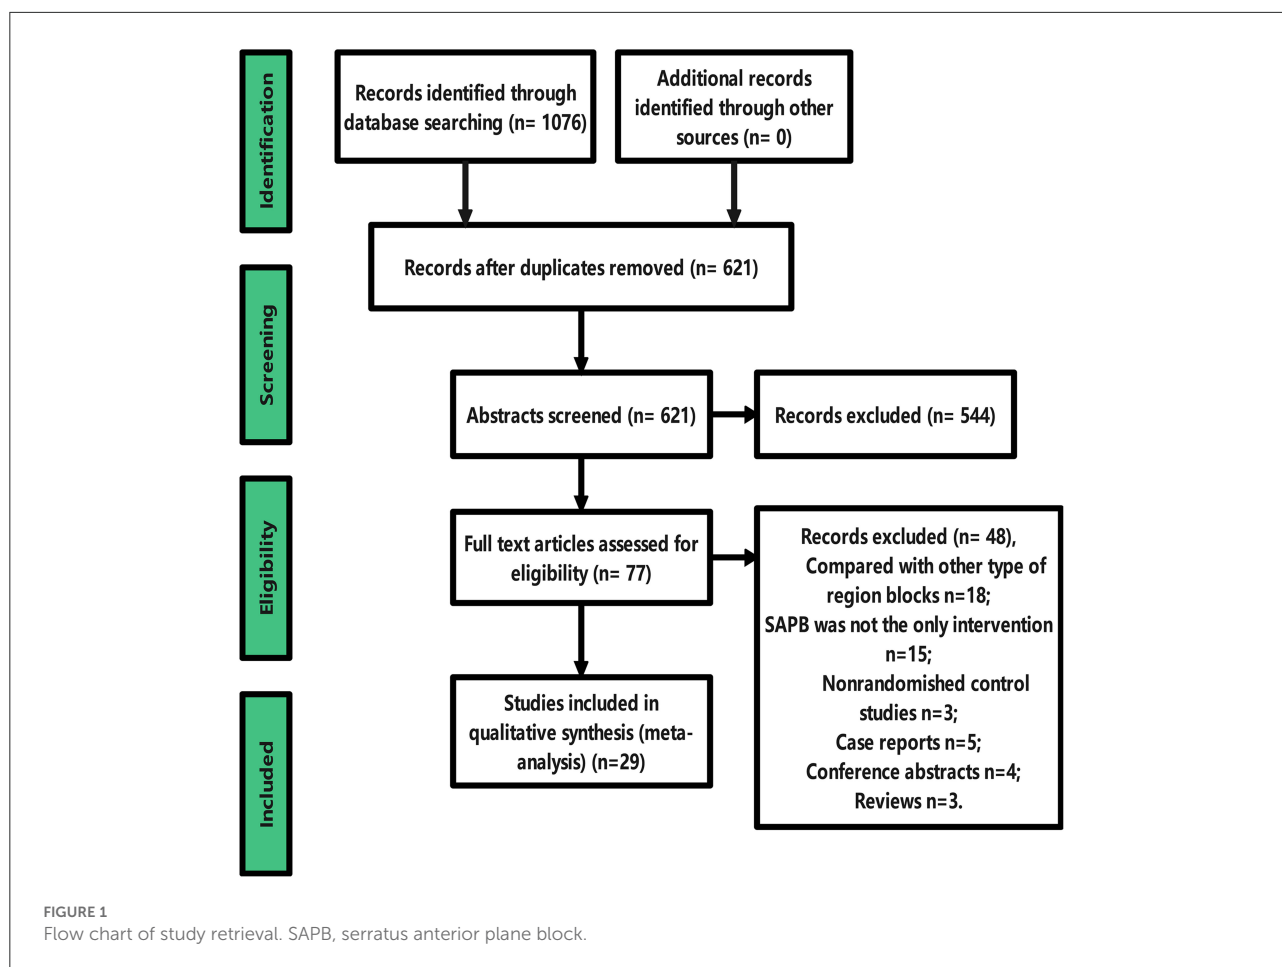 Identification
Records identified through
database searching (n= 1076)
Additional records
identified through other
sources (n= 0)
Records after duplicates removed (n= 621)
Screening
Abstracts screened (n= 621)
Records excluded (n= 544)
Eligibility
Full text articles assessed for
eligibility (n= 77)
Records excluded (n= 48),
Compared with other type of
region blocks n=18;
SAPB was not the only intervention
n=15;
Nonrandomished control
studies n=3;
Case reports n=5;
Conference abstracts n=4;
Reviews n=3.
Included
Studies included in
qualitative synthesis (meta-
analysis) (n=29)
FIGURE 1
Flow chart of study retrieval. SAPB, serratus anterior plane block.